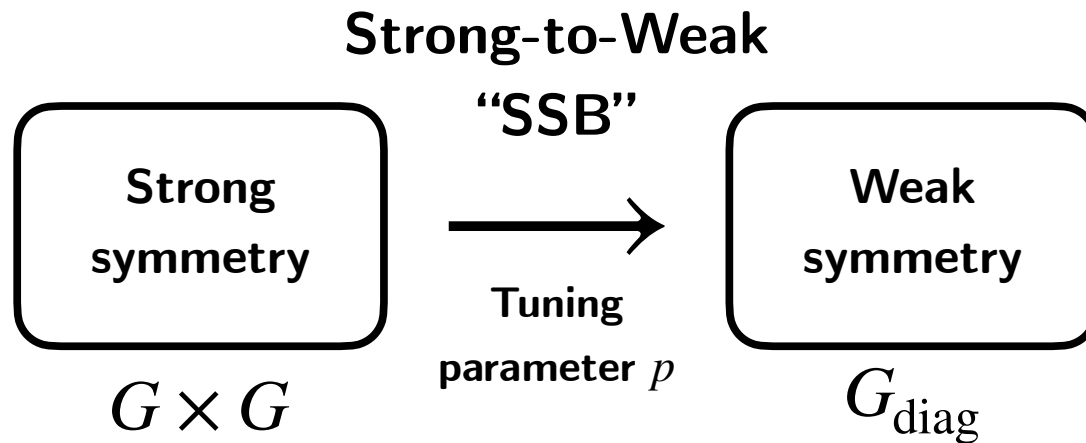 Strong-to-Weak
“SSB”
Strong
symmetry
Weak
symmetry
Tuning
parameter p
G × G
G_diag